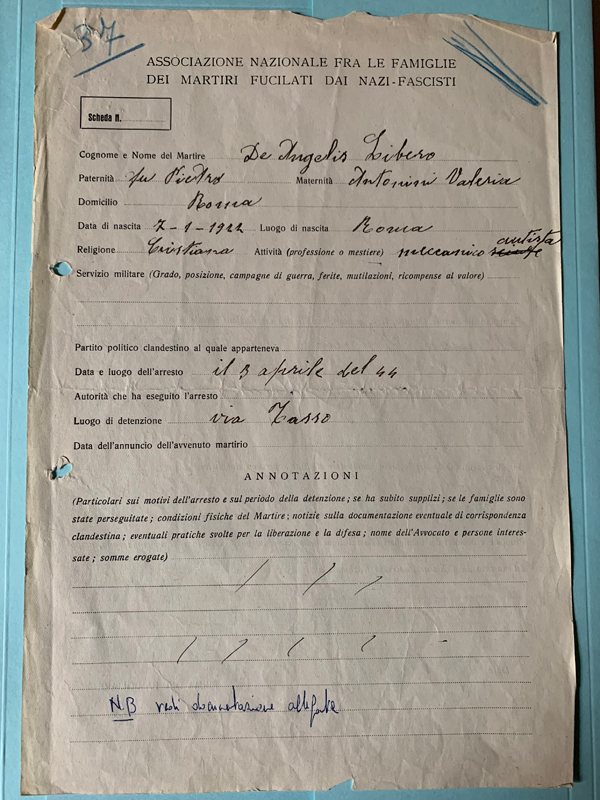 B7
ASSOCIAZIONE NAZIONALE FRA LE FAMIGLIE
DEI MARTIRI FUCILATI DAI NAZI-FASCISTI
Scheda N.
Cognome e Nome del Martire De Angelis Libero
Paternità fu Pietro Maternità Antonini Valeria
Domicilio Roma
Data di nascita 7-1-1922 Luogo di nascita Roma
Religione Cristiana Attività (professione o mestiere) meccanico autista
Servizio militare (Grado, posizione, campagne di guerra, ferite, mutilazioni, ricompense al valore)
Partito politico clandestino al quale apparteneva
Data e luogo dell'arresto il 3 aprile del 44
Autorità che ha eseguito l'arresto
Luogo di detenzione via Tasso
Data dell'annuncio dell'avvenuto martirio
ANNOTAZIONI
(Particolari sui motivi dell'arresto e sul periodo della detenzione; se ha subito supplizi; se le famiglie sono
state perseguitate; condizioni fisiche del Martire; notizie sulla documentazione eventuale di corrispondenza
clandestina; eventuali pratiche svolte per la liberazione e la difesa; nome dell'Avvocato e persone interes-
sate; somme erogate)
N.B vedi documentazione allegata